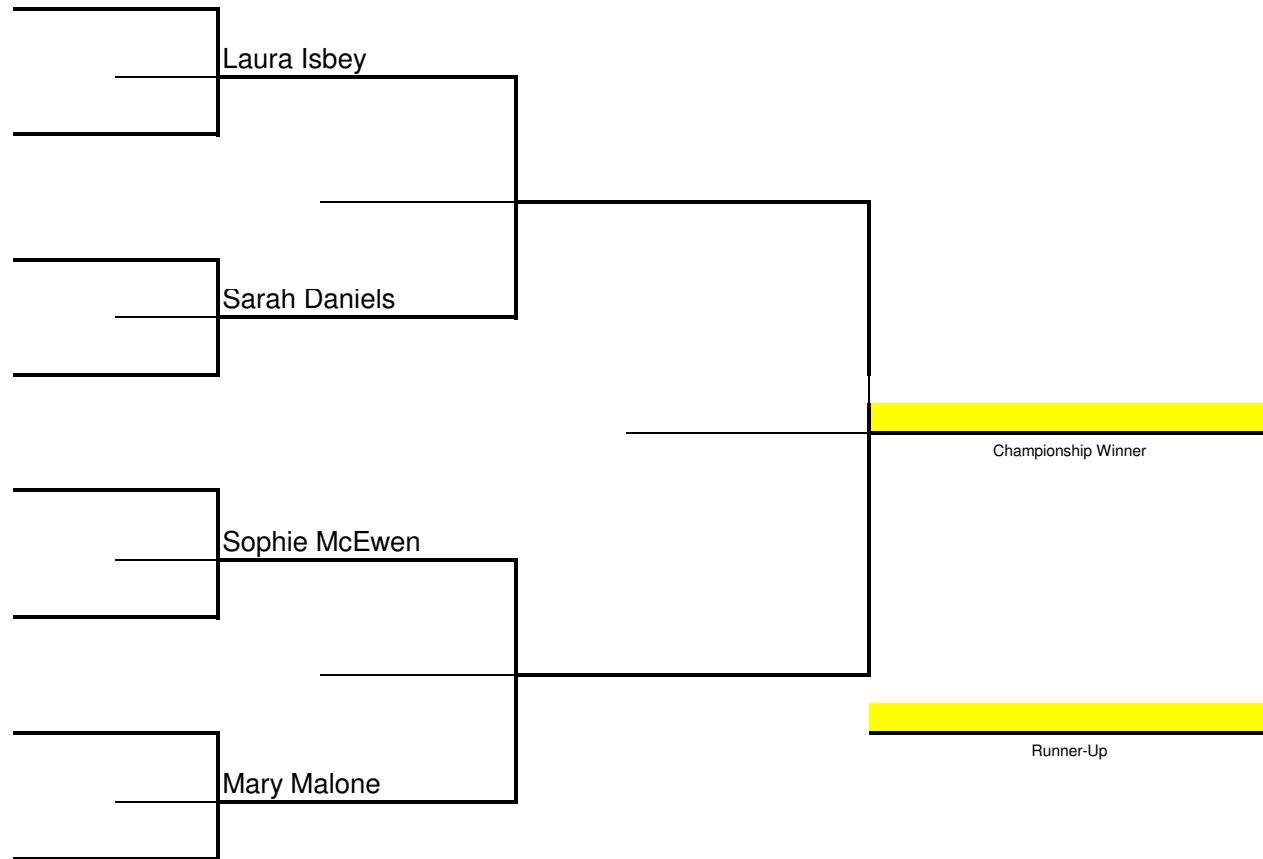 Laura Isbey
Sarah Daniels
Championship Winner
Sophie McEwen
Runner-Up
Mary Malone